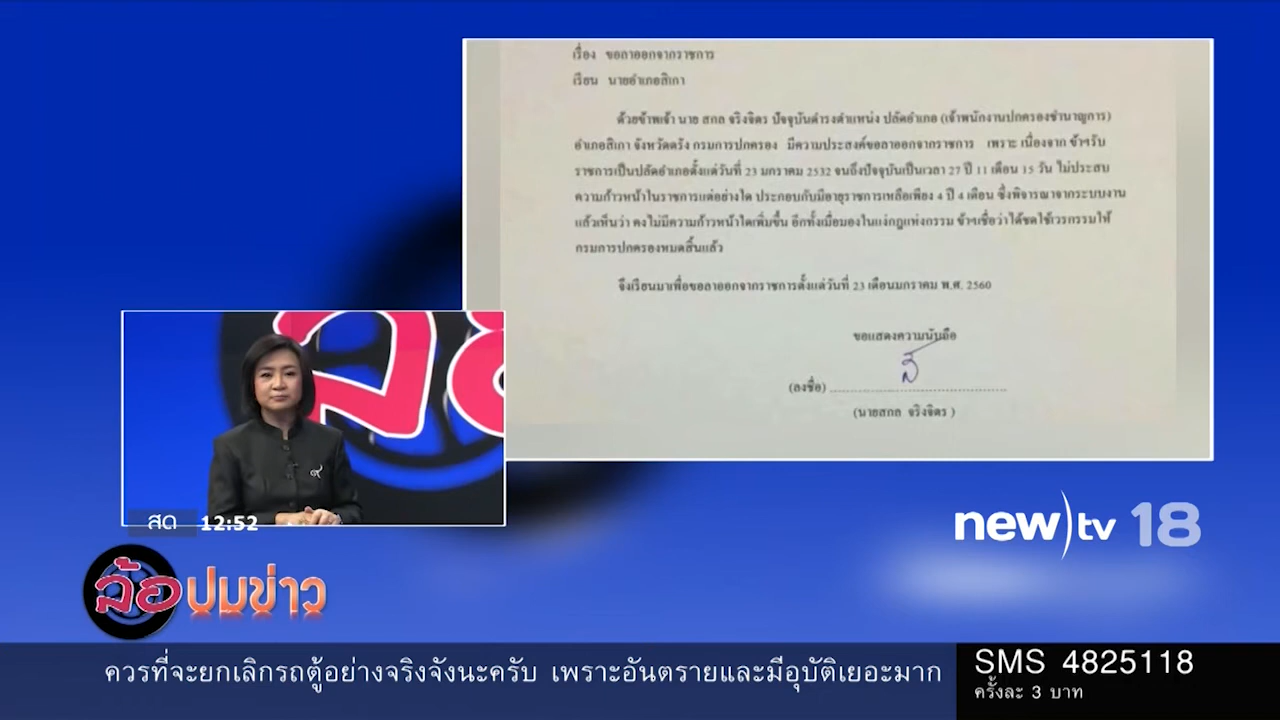 เรื่อง ขอลาออกจากราชการ
เรียน นายอำเภอสิเกา
ด้วยข้าพเจ้า นาย สกล จริงจิตร ปัจจุบันดำรงตำแหน่ง ปลัดอำเภอ (เจ้าพนักงานปกครองชำนาญการ)
อำเภอสิเกา จังหวัดตรัง กรมการปกครอง มีความประสงค์ขอลาออกจากราชการ เพราะ เนื่องจาก ข้าฯรับ
ราชการเป็นปลัดอำเภอตั้งแต่วันที่ 23 มกราคม 2532 จนถึงปัจจุบันเป็นเวลา 27 ปี 11 เดือน 15 วัน ไม่ประสบ
ความก้าวหน้าในราชการแต่อย่างใด ประกอบกับมีอายุราชการเหลือเพียง 4 ปี 4 เดือน ซึ่งพิจารณาจากระบบงาน
แล้วเห็นว่า คงไม่มีความก้าวหน้าใดเพิ่มขึ้น อีกทั้งเมื่อมองในแง่กฎแห่งกรรม ข้าฯเชื่อว่าได้ชดใช้เวรกรรมให้
กรมการปกครองหมดสิ้นแล้ว
จึงเรียนมาเพื่อขอลาออกจากราชการตั้งแต่วันที่ 23 เดือนมกราคม พ.ศ. 2560
ขอแสดงความนับถือ
(ลงชื่อ) ส
(นายสกล จริงจิตร )
ล้อ
๙
สด 12:52
new)tv 18
ล้อปมข่าว
ควรที่จะยกเลิกรถตู้อย่างจริงจังนะครับ เพราะอันตรายและมีอุบัติเยอะมาก
SMS 4825118
ครั้งละ 3 บาท